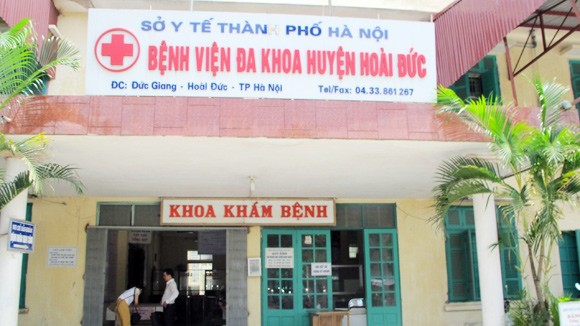 SỞ Y TẾ THÀNH PHỐ HÀ NỘI
BỆNH VIỆN ĐA KHOA HUYỆN HOÀI ĐỨC
ĐC: Đức Giang - Hoài Đức - TP Hà Nội Tel/Fax: 04.33.861 267
KHOA KHÁM BỆNH